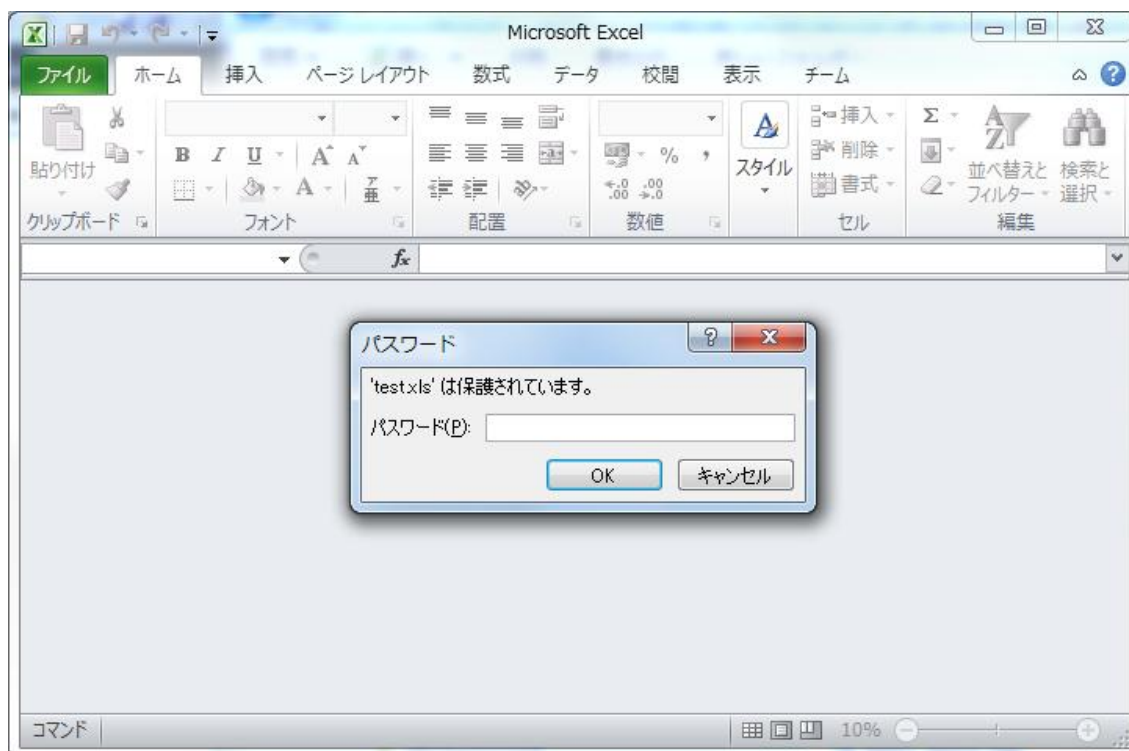 Microsoft Excel
ファイル ホーム 挿入 ページ レイアウト 数式 データ 校閲 表示 チーム
貼り付け
クリップボード
B I U A A
A ア亜
フォント
配置
%
,
数値
A
スタイル
挿入
削除
書式
セル
Σ
並べ替えと
フィルター
検索と
選択
編集
fx
パスワード
'test.xls' は保護されています。
パスワード(P):
OK キャンセル
コマンド 10%